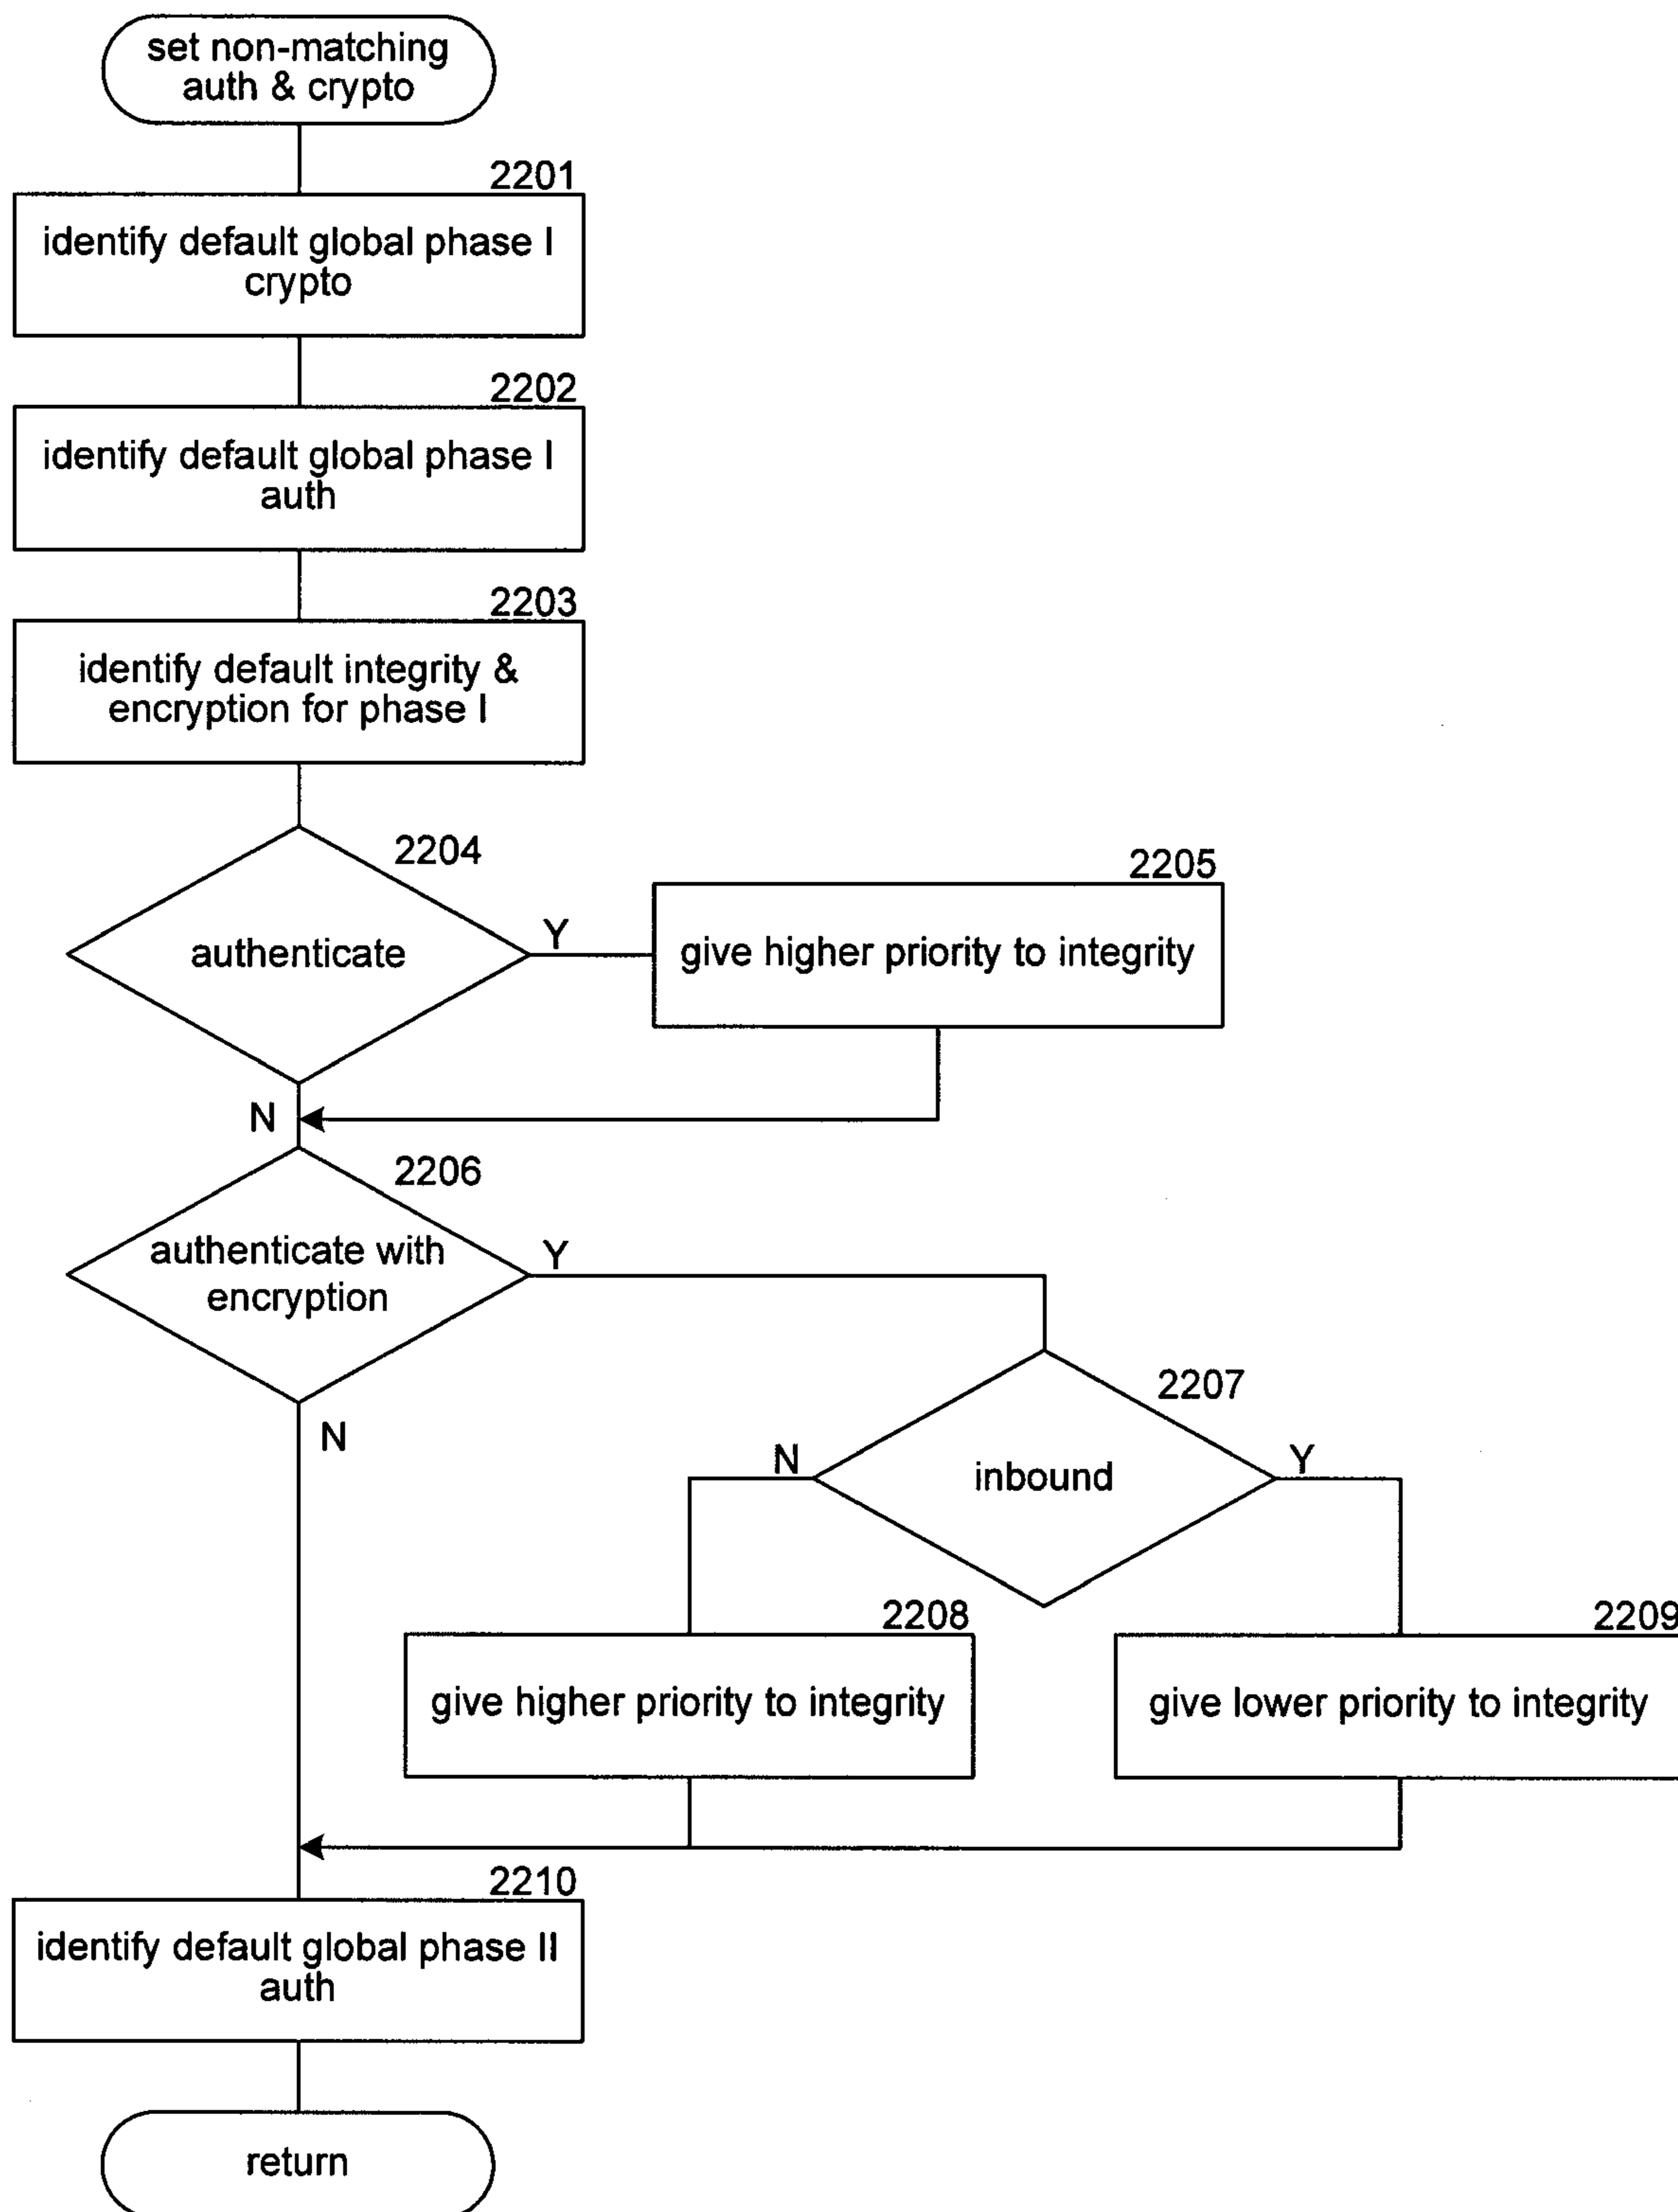 set non-matching
auth & crypto
2201
identify default global phase I
crypto
2202
identify default global phase I
auth
2203
identify default integrity &
encryption for phase I
2204
authenticate
Y
2205
give higher priority to integrity
N
2206
authenticate with
encryption
Y
N
2207
inbound
N
Y
2208
give higher priority to integrity
2209
give lower priority to integrity
2210
identify default global phase II
auth
return